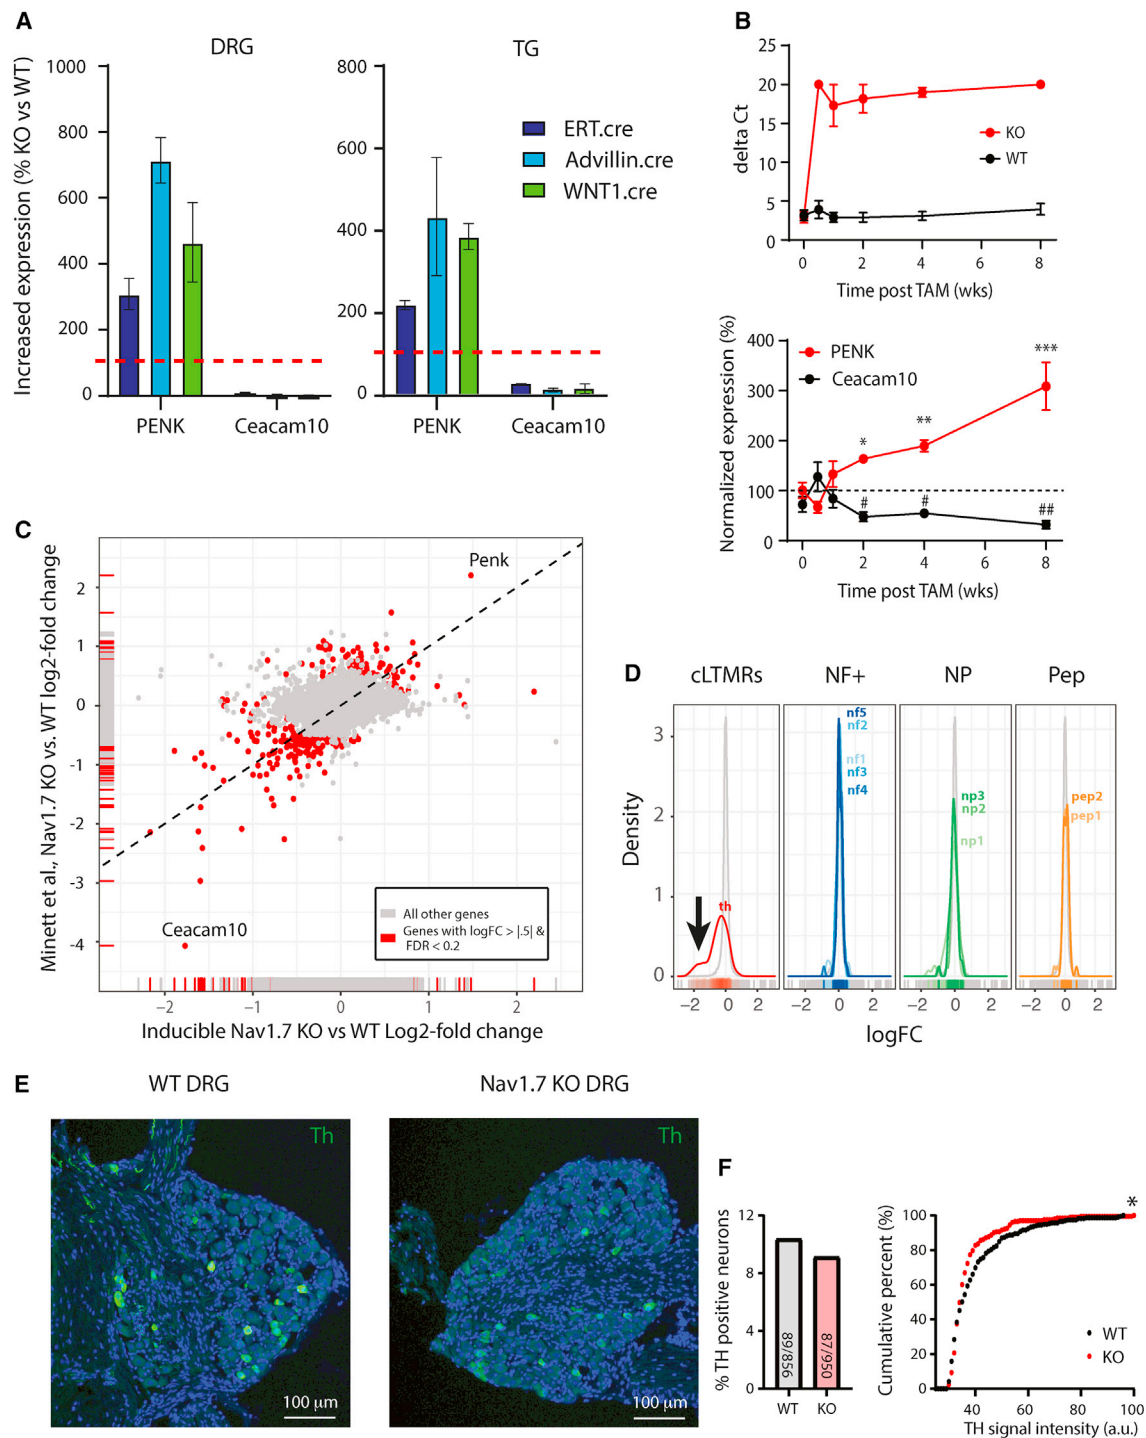 A
DRG
TG
Increased expression (% KO vs WT)
1000
800
600
400
200
0
PENK
Ceacam10
800
600
400
200
0
PENK
Ceacam10
ERT.cre
Advillin.cre
WNT1.cre
B
delta Ct
25
20
15
10
5
0
KO
WT
0 2 4 6 8
Time post TAM (wks)
Normalized expression (%)
400
300
200
100
0
PENK
Ceacam10
* ** ***
# # ##
0 2 4 6 8
Time post TAM (wks)
C
Minett et al., Nav1.7 KO vs. WT log2-fold change
2
1
0
-1
-2
-3
-4
Penk
Ceacam10
All other genes
Genes with logFC > |.5| &
FDR < 0.2
−2 −1 0 1 2
Inducible Nav1.7 KO vs WT Log2-fold change
D
cLTMRs NF+ NP Pep
Density
3
2
1
0
th
nf5
nf2
nf1
nf3
nf4
np3
np2
np1
pep2
pep1
−2 0 2 −2 0 2 −2 0 2 −2 0 2
logFC
E
WT DRG
Nav1.7 KO DRG
Th
Th
100 µm
100 µm
F
% TH positive neurons
12
8
4
0
89/856
87/950
WT KO
Cumulative percent (%)
100
80
60
40
20
0
*
WT
KO
40 60 80 100
TH signal intensity (a.u.)